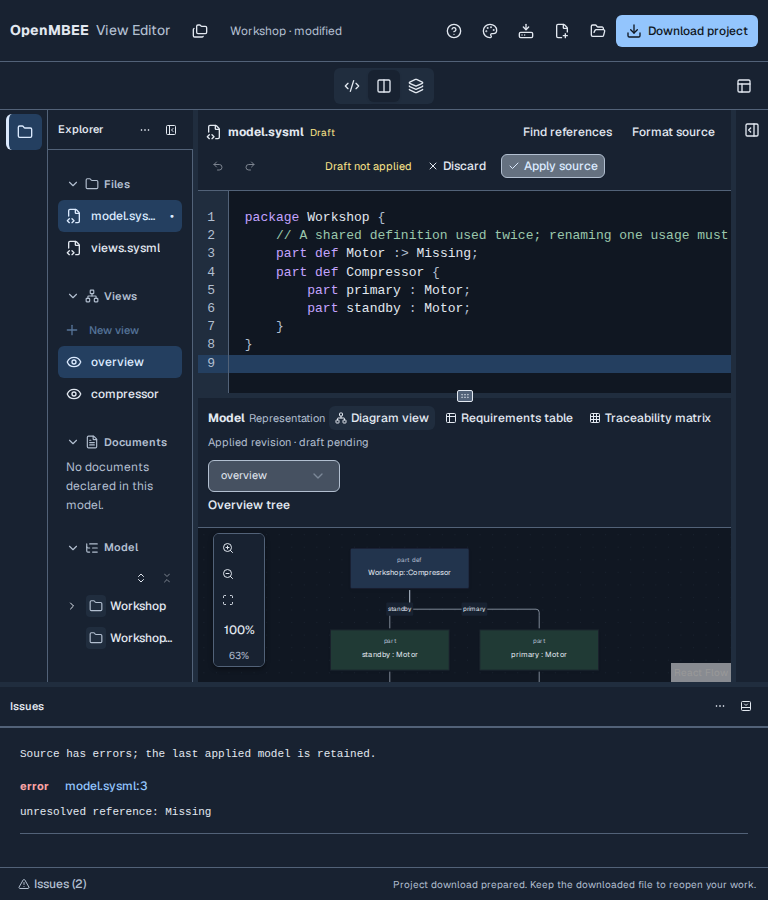 OpenMBEE View Editor Workshop · modified Download project
Explorer
Files
model.sys... •
views.sysml
Views
New view
overview
compressor
Documents
No documents
declared in this
model.
Model
Workshop
Workshop...
model.sysml Draft Find references Format source
Draft not applied Discard Apply source
1 package Workshop {
2 // A shared definition used twice; renaming one usage must
3 part def Motor :> Missing;
4 part def Compressor {
5 part primary : Motor;
6 part standby : Motor;
7 }
8 }
9
Model Representation Diagram view Requirements table Traceability matrix
Applied revision · draft pending
overview
Overview tree
100%
63%
part def
Workshop::Compressor
standby primary
part
standby : Motor
part
primary : Motor
React Flow
Issues
Source has errors; the last applied model is retained.
error model.sysml:3
unresolved reference: Missing
Issues (2) Project download prepared. Keep the downloaded file to reopen your work.